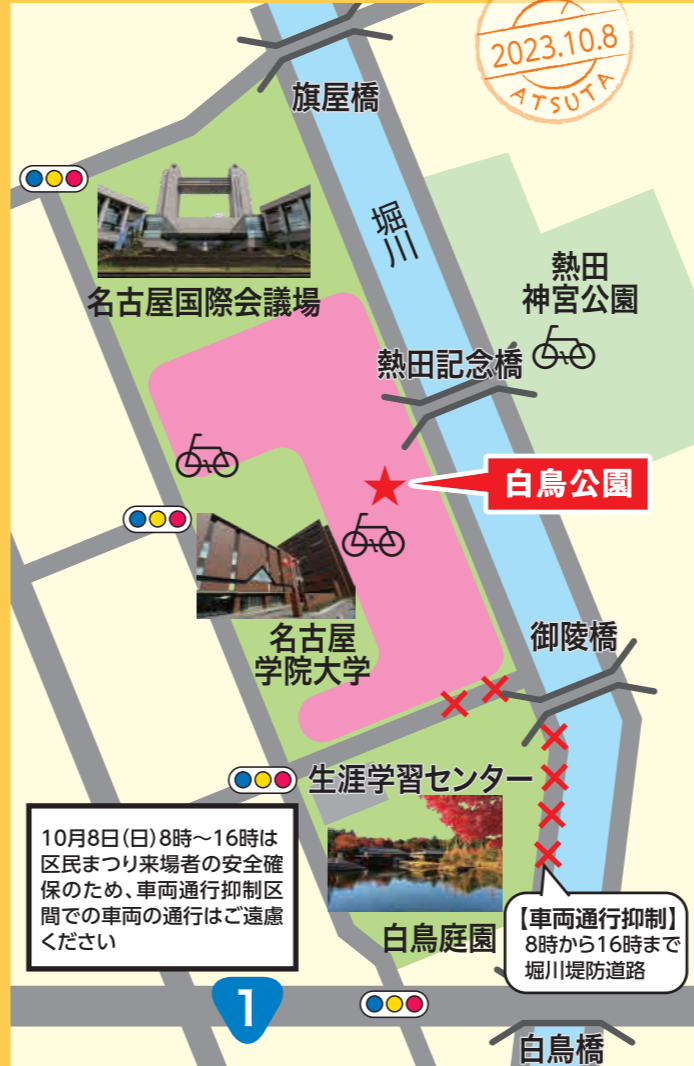 2023.10.8
ATSUTA
旗屋橋
堀川
名古屋国際会議場
熱田
神宮公園
熱田記念橋
白鳥公園
名古屋
学院大学
御陵橋
生涯学習センター
10月8日(日)8時～16時は
区民まつり来場者の安全確
保のため、車両通行抑制区
間での車両の通行はご遠慮
ください
白鳥庭園
【車両通行抑制】
8時から16時まで
堀川堤防道路
1
白鳥橋